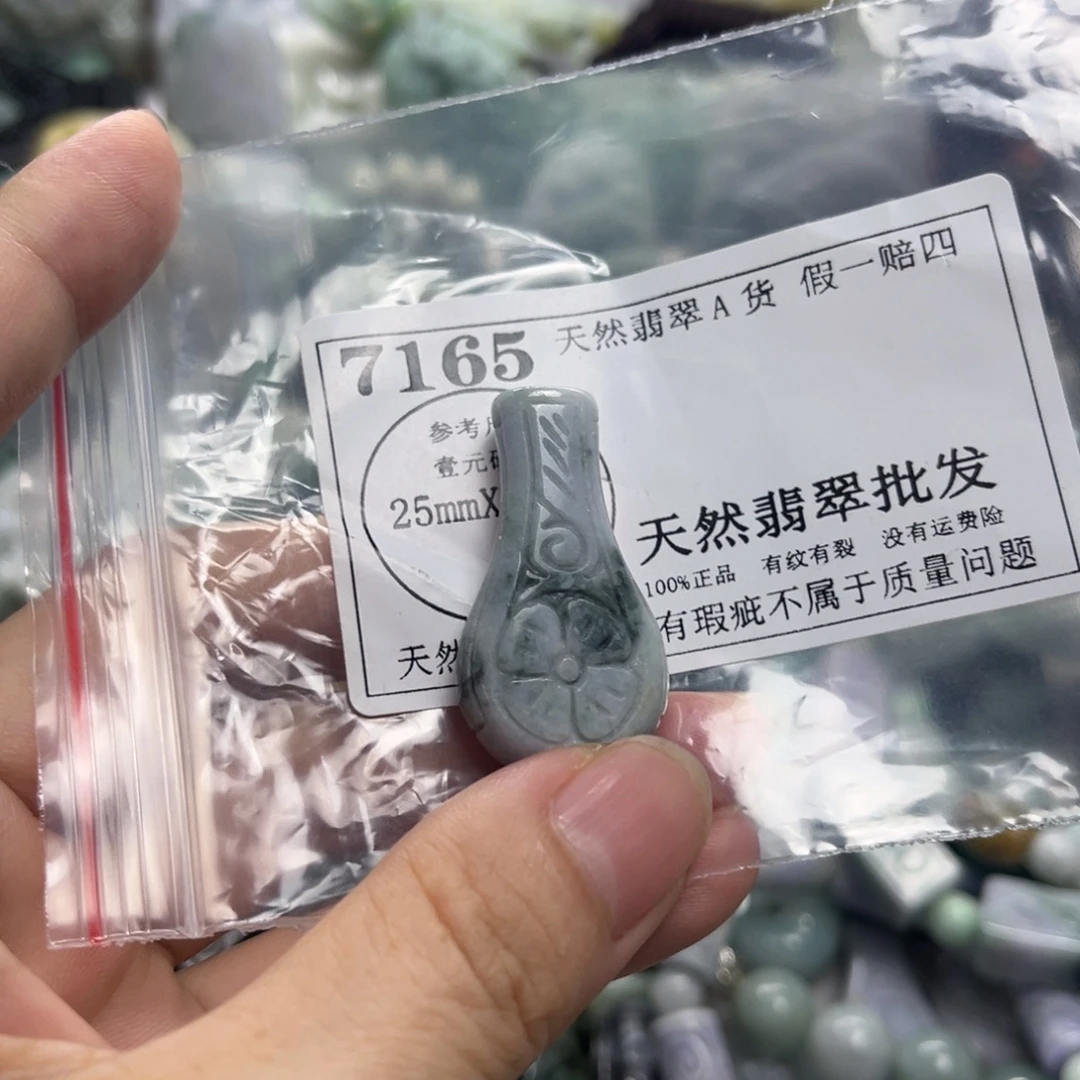 7165 天然翡翠A货 假一赔四
参考
壹元
25mmX
天然翡翠批发
100%正品 有纹有裂 没有运费险
天然 有瑕疵不属于质量问题